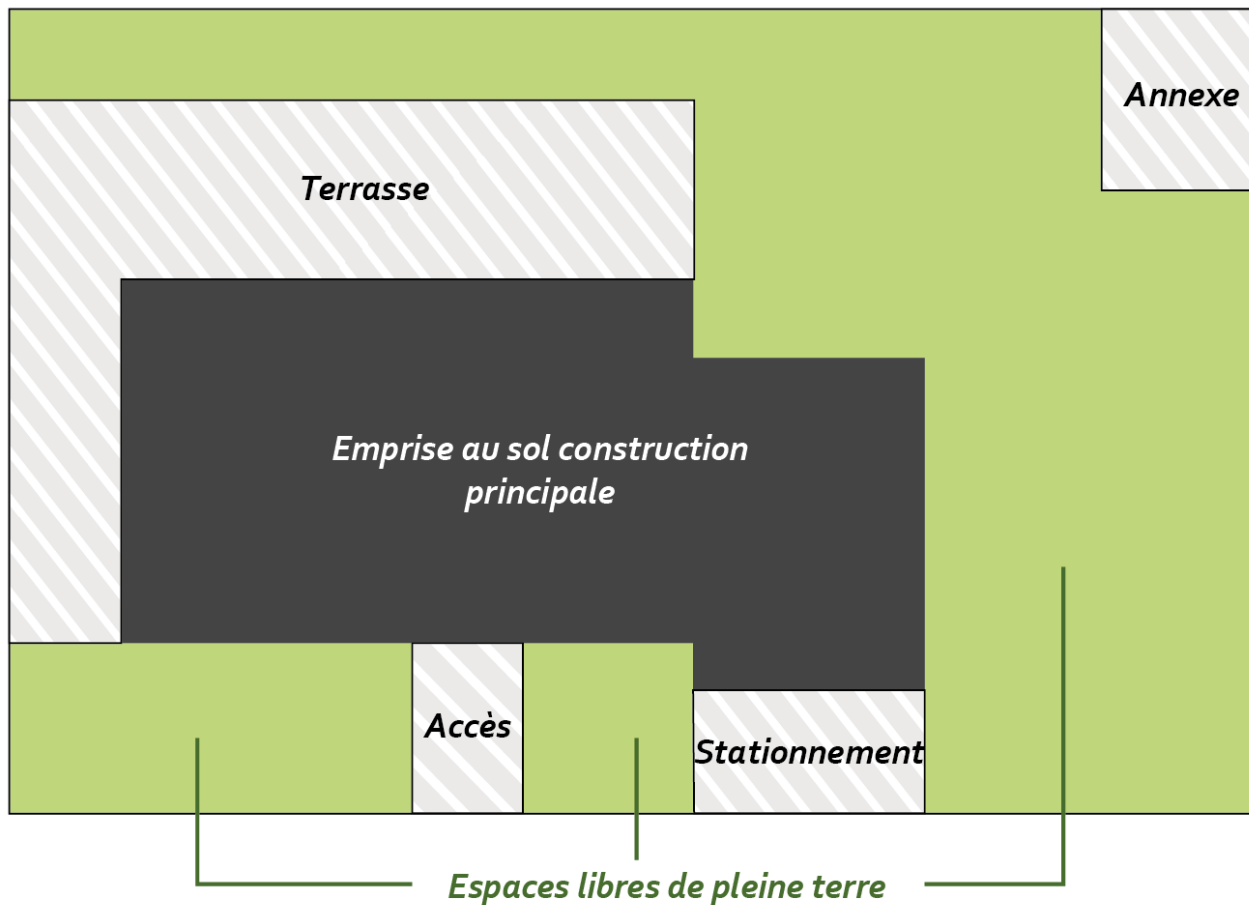 Annexe
Terrasse
Emprise au sol construction
principale
Accès
Stationnement
Espaces libres de pleine terre